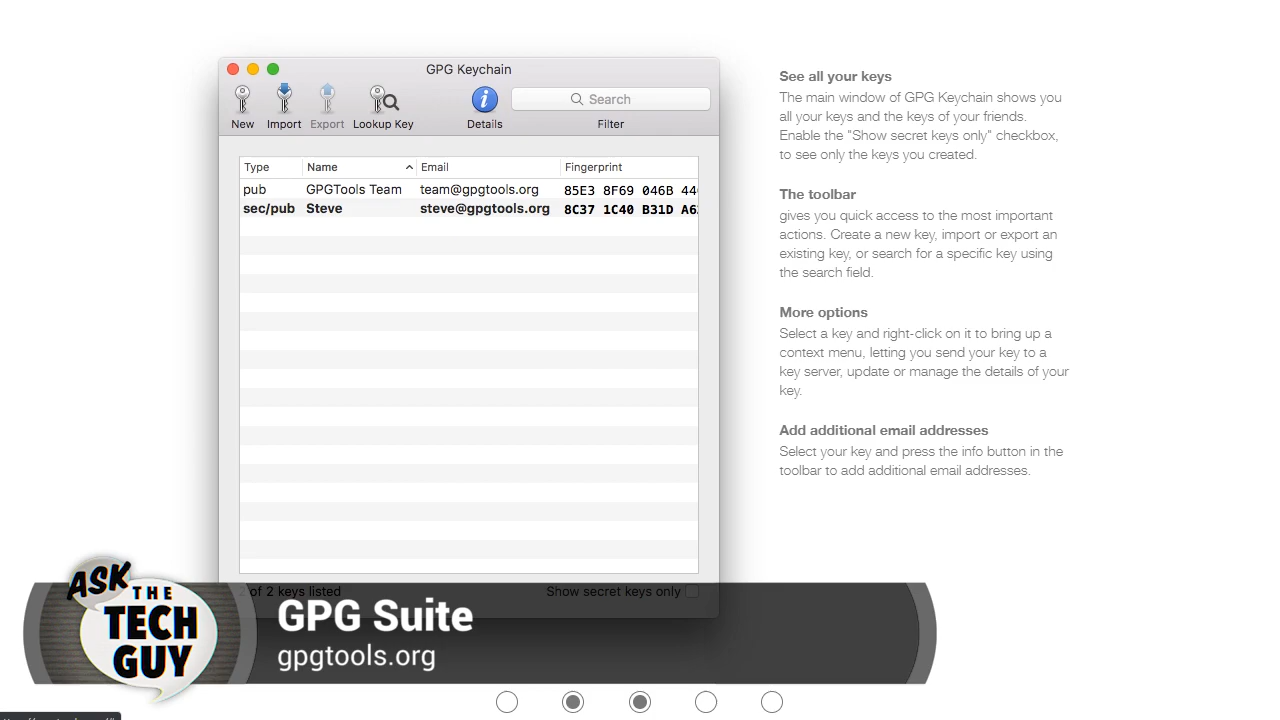 GPG Keychain
New Import Export Lookup Key Details Search Filter
Type Name Email Fingerprint
pub GPGTools Team team@gpgtools.org 85E3 8F69 046B
sec/pub Steve steve@gpgtools.org 8C37 1C40 B31D
of 2 keys listed Show secret keys only
See all your keys
The main window of GPG Keychain shows you
all your keys and the keys of your friends.
Enable the "Show secret keys only" checkbox,
to see only the keys you created.
The toolbar
gives you quick access to the most important
actions. Create a new key, import or export an
existing key, or search for a specific key using
the search field.
More options
Select a key and right-click on it to bring up a
context menu, letting you send your key to a
key server, update or manage the details of your
key.
Add additional email addresses
Select your key and press the info button in the
toolbar to add additional email addresses.
ASK
THE
TECH
GUY
GPG Suite
gpgtools.org